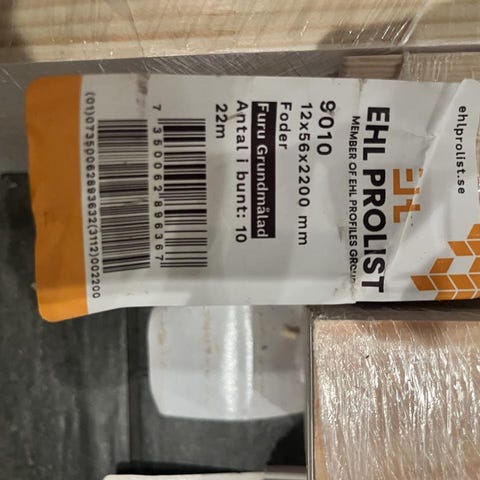 ehlprolist.se
EHL PROLIST
MEMBER OF EHL PROFILES GROUP
9010
12x56x2200 mm
Foder
Furu Grundmålad
Antal i bunt: 10
22m
7 350062 896367
(01)07350062893632(3112)002200